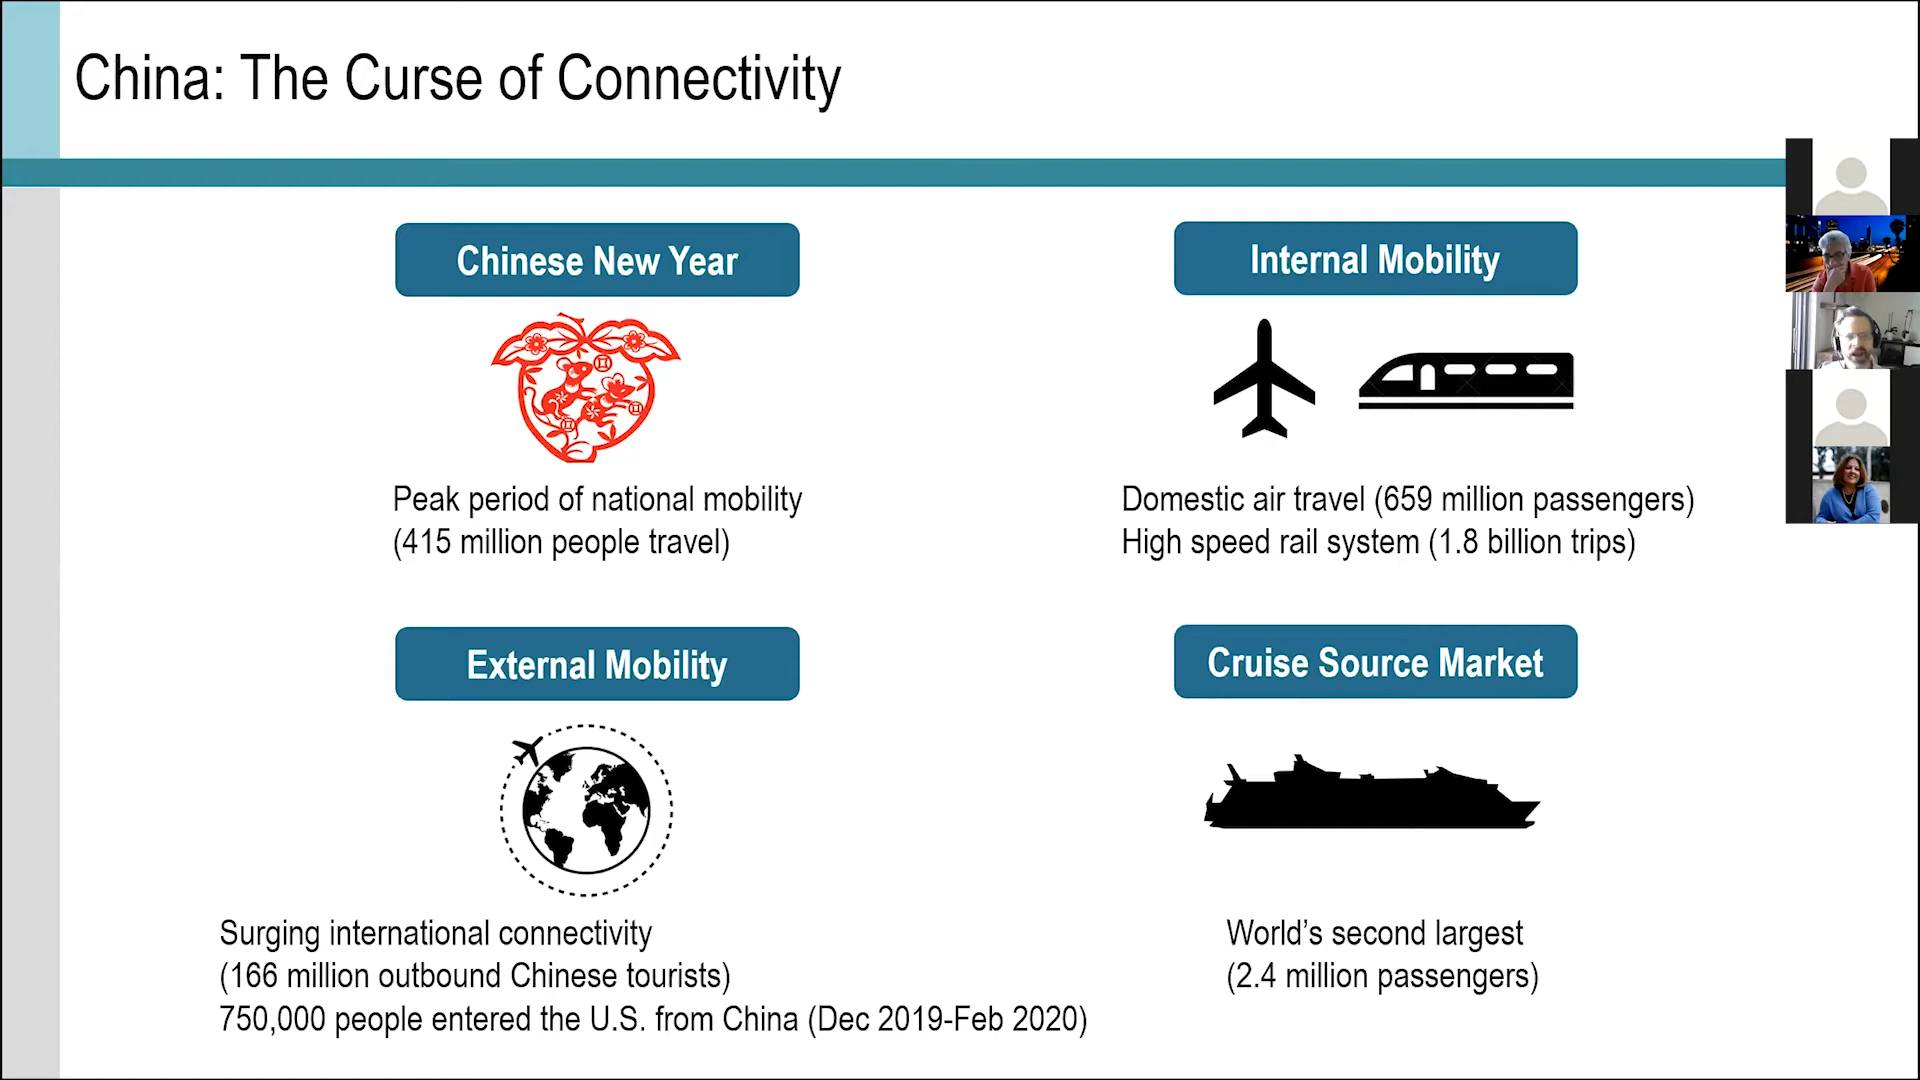 China: The Curse of Connectivity
Chinese New Year
Peak period of national mobility
(415 million people travel)
Internal Mobility
Domestic air travel (659 million passengers)
High speed rail system (1.8 billion trips)
External Mobility
Surging international connectivity
(166 million outbound Chinese tourists)
750,000 people entered the U.S. from China (Dec 2019-Feb 2020)
Cruise Source Market
World’s second largest
(2.4 million passengers)